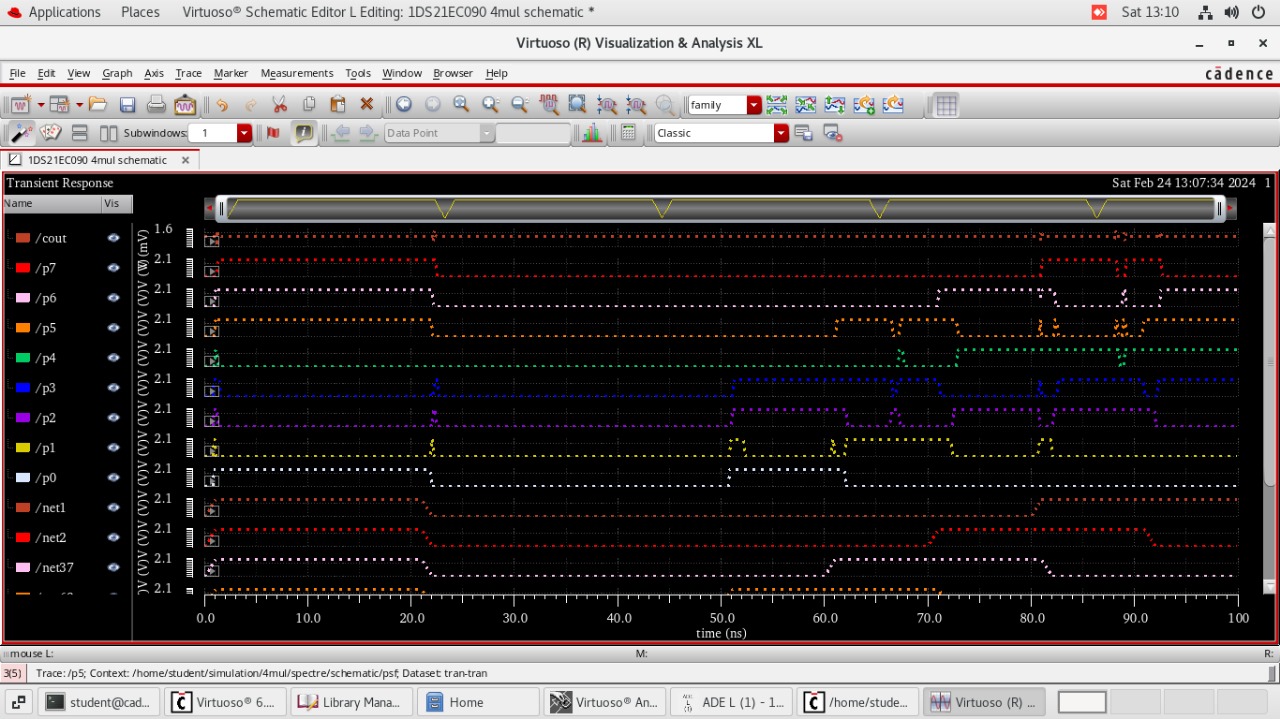 Applications Places Virtuoso® Schematic Editor L Editing: 1DS21EC090 4mul schematic * Sat 13:10
Virtuoso (R) Visualization & Analysis XL
File Edit View Graph Axis Trace Marker Measurements Tools Window Browser Help cādence
family
Subwindows: 1 Data Point Classic
1DS21EC090 4mul schematic
Transient Response Sat Feb 24 13:07:34 2024 1
Name Vis
/cout 1.6
/p7 2.1
/p6 2.1
/p5 2.1
/p4 2.1
/p3 2.1
/p2 2.1
/p1 2.1
/p0 2.1
/net1 2.1
/net2 2.1
/net37 2.1
2.1
0.0 10.0 20.0 30.0 40.0 50.0 60.0 70.0 80.0 90.0 100
time (ns)
mouse L: M: R:
3(5) Trace: /p5; Context: /home/student/simulation/4mul/spectre/schematic/psf; Dataset: tran-tran
student@cad... Virtuoso® 6.... Library Mana... Home Virtuoso® An... ADE L (1) - 1... /home/stude... Virtuoso (R) ...